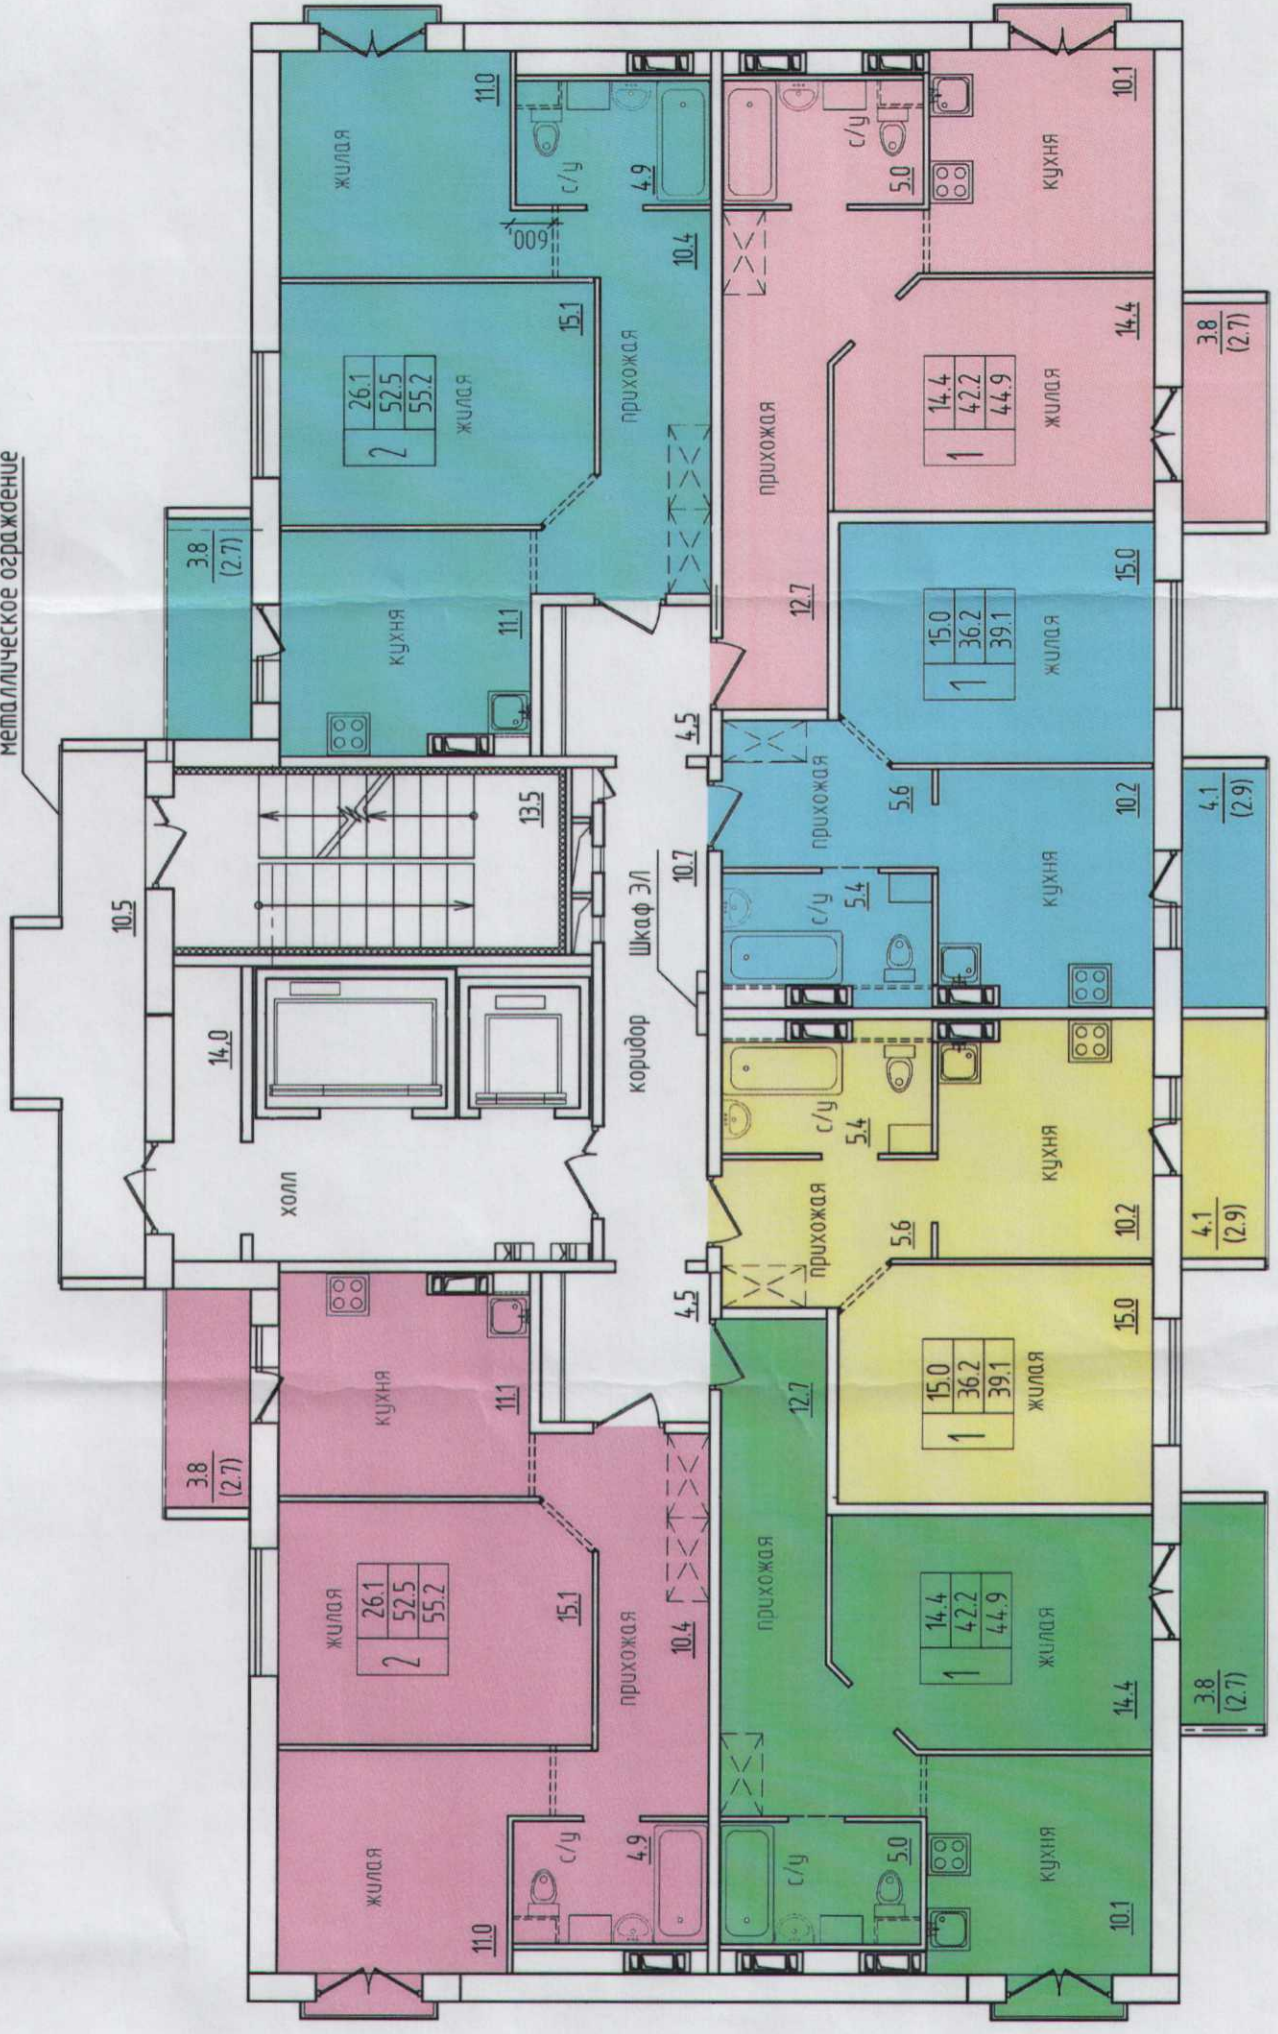 металлическое ограждение
10.5
14,0
холл
13.5
коридор
Шкаф ЭЛ
10.7
4,5
4,5
ПК
ПК
3.8
(2.7)
кухня
11.1
жилая
2
26.1
52.5
55.2
15.1
жилая
11.0
с/у
4.9
прихожая
10.4
3.8
(2.7)
кухня
11.1
2
26.1
52.5
55.2
жилая
15.1
жилая
11.0
600
с/у
4.9
прихожая
10.4
прихожая
12.7
с/у
5.0
кухня
10.1
1
14.4
42.2
44.9
жилая
14.4
3.8
(2.7)
прихожая
5.6
с/у
5.4
кухня
10.2
1
15.0
36.2
39.1
жилая
15.0
4.1
(2.9)
прихожая
5.6
с/у
5.4
кухня
10.2
1
15.0
36.2
39.1
жилая
15.0
4.1
(2.9)
прихожая
12.7
с/у
5.0
кухня
10.1
1
14.4
42.2
44.9
жилая
14.4
3.8
(2.7)